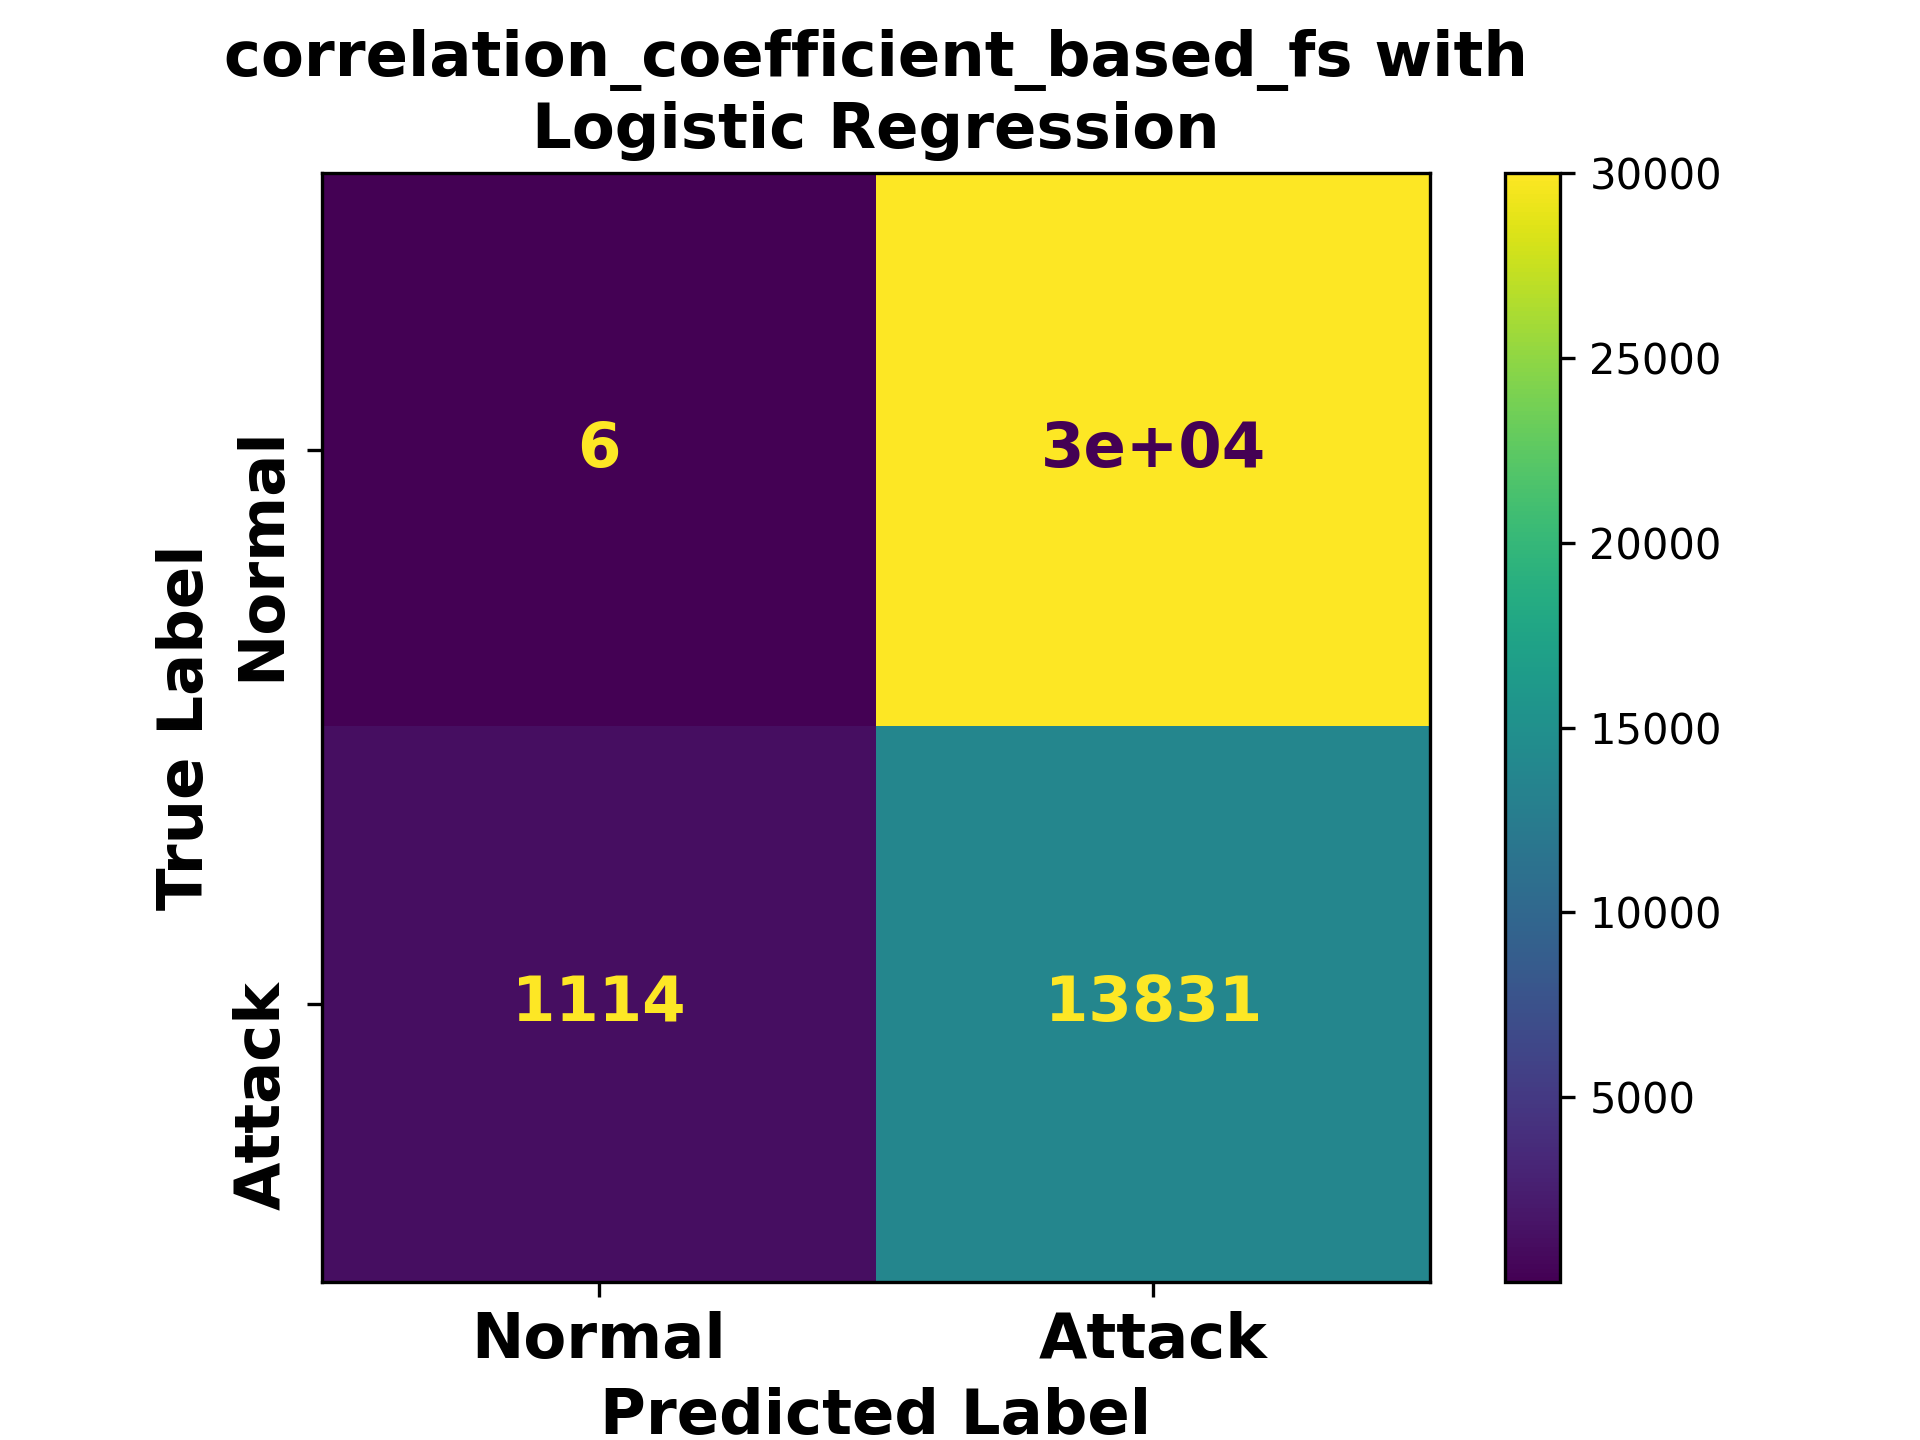 correlation_coefficient_based_fs with
Logistic Regression
True Label
Normal
Attack
6
3e+04
1114
13831
Normal
Attack
Predicted Label
30000
25000
20000
15000
10000
5000